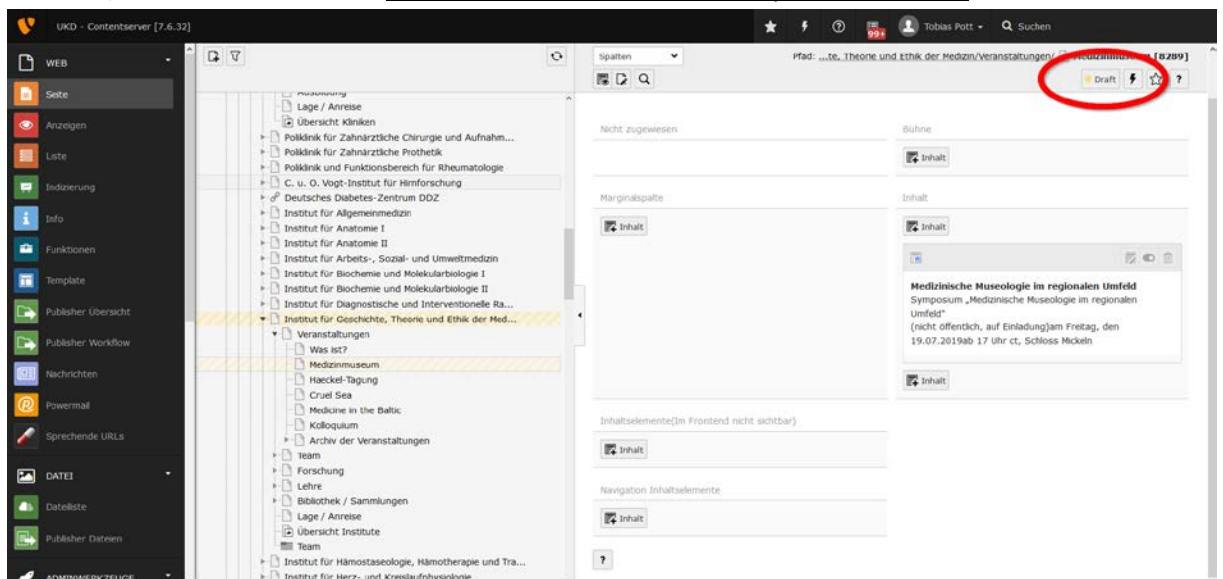 UKD - Contentserver [7.6.32]
99+
Tobias Pott
Suchen
WEB
Seite
Anzeigen
Liste
Indizierung
Info
Funktionen
Template
Publisher Übersicht
Publisher Workflow
Nachrichten
Powermail
Sprechende URLs
DATEI
Dateiliste
Publisher Dateien
ADMINWERKZEUGE
Ausbildung
Lage / Anreise
Übersicht Kliniken
Poliklinik für Zahnärztliche Chirurgie und Aufnahm...
Poliklinik für Zahnärztliche Prothetik
Poliklinik und Funktionsbereich für Rheumatologie
C. u. O. Vogt-Institut für Hirnforschung
Deutsches Diabetes-Zentrum DDZ
Institut für Allgemeinmedizin
Institut für Anatomie I
Institut für Anatomie II
Institut für Arbeits-, Sozial- und Umweltmedizin
Institut für Biochemie und Molekularbiologie I
Institut für Biochemie und Molekularbiologie II
Institut für Diagnostische und Interventionelle Ra...
Institut für Geschichte, Theorie und Ethik der Med...
Veranstaltungen
Was ist?
Medizinmuseum
Haeckel-Tagung
Cruel Sea
Medicine in the Baltic
Kolloquium
Archiv der Veranstaltungen
Team
Forschung
Lehre
Bibliothek / Sammlungen
Lage / Anreise
Übersicht Institute
Team
Institut für Hämostaseologie, Hämotherapie und Tra...
Institut für Herz- und Kreislaufphysiologie
Spalten
Pfad: ...te, Theorie und Ethik der Medizin/Veranstaltungen/ Medizinmuseum [8289]
Draft
?
Nicht zugewiesen
Bühne
Inhalt
Marginalspalte
Inhalt
Inhalt
Inhalt
Medizinische Museologie im regionalen Umfeld
Symposium „Medizinische Museologie im regionalen
Umfeld“
(nicht öffentlich, auf Einladung)am Freitag, den
19.07.2019ab 17 Uhr ct, Schloss Mickeln
Inhalt
Inhaltselemente(Im Frontend nicht sichtbar)
Inhalt
Navigation Inhaltselemente
Inhalt
?